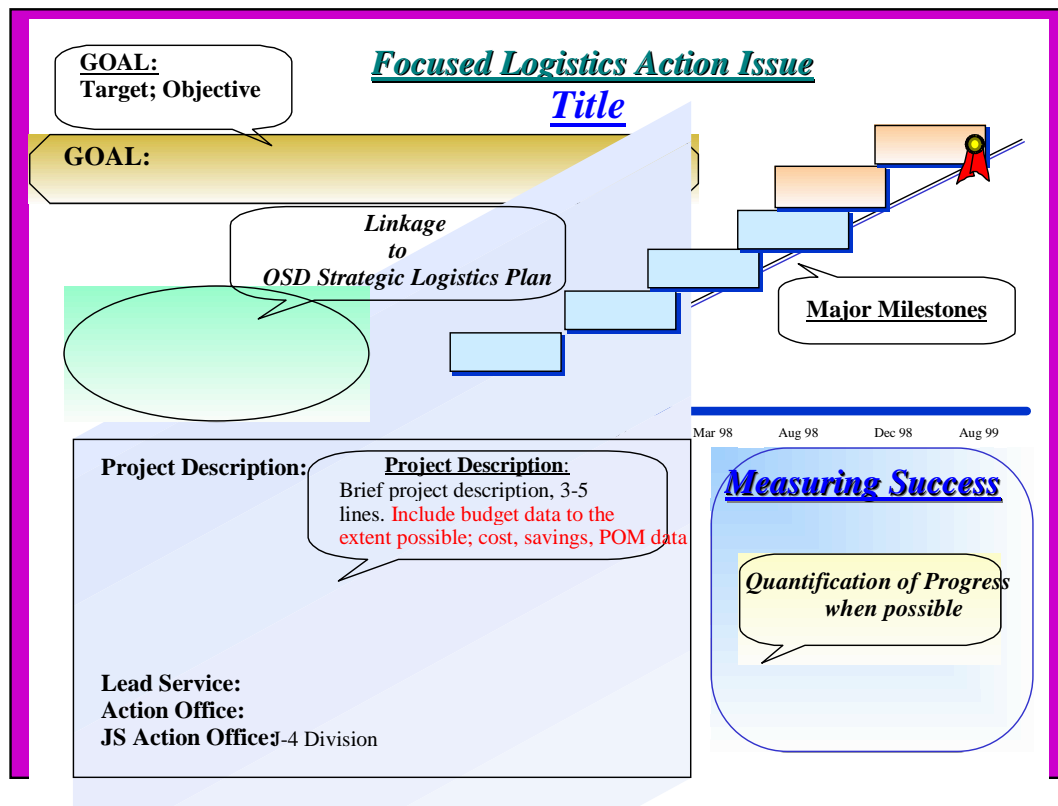 GOAL:
Target; Objective
Focused Logistics Action Issue
Title
GOAL:
Linkage
to
OSD Strategic Logistics Plan
Major Milestones
Mar 98
Aug 98
Dec 98
Aug 99
Project Description:
Project Description:
Brief project description, 3-5
lines. Include budget data to the
extent possible; cost, savings, POM data
Measuring Success
Quantification of Progress
when possible
Lead Service:
Action Office:
JS Action Office: J-4 Division